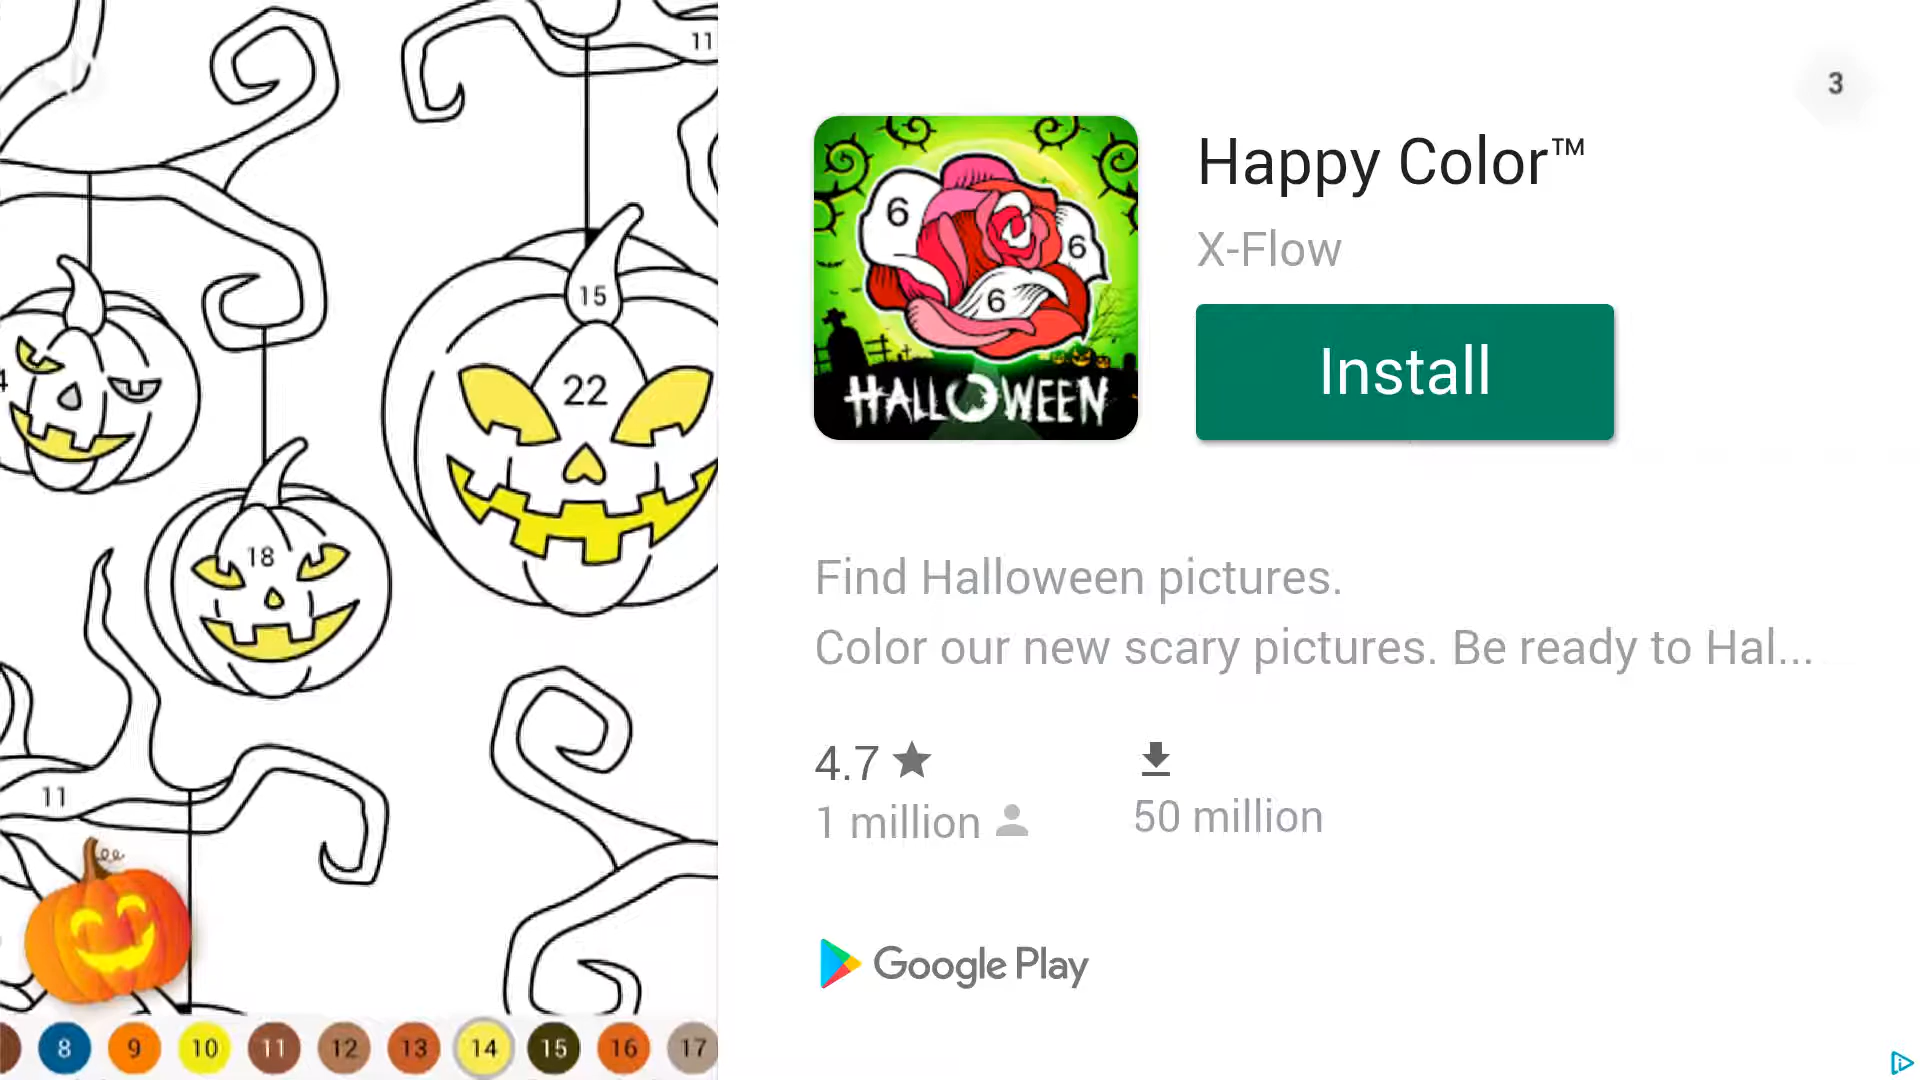 11
3
Happy Color™
6
6
X-Flow
15
6
Install
22
HALLOWEEN
18
Find Halloween pictures.
Color our new scary pictures. Be ready to Hal...
4.7
1 million
50 million
11
Google Play
8 9 10 11 12 13 14 15 16 17